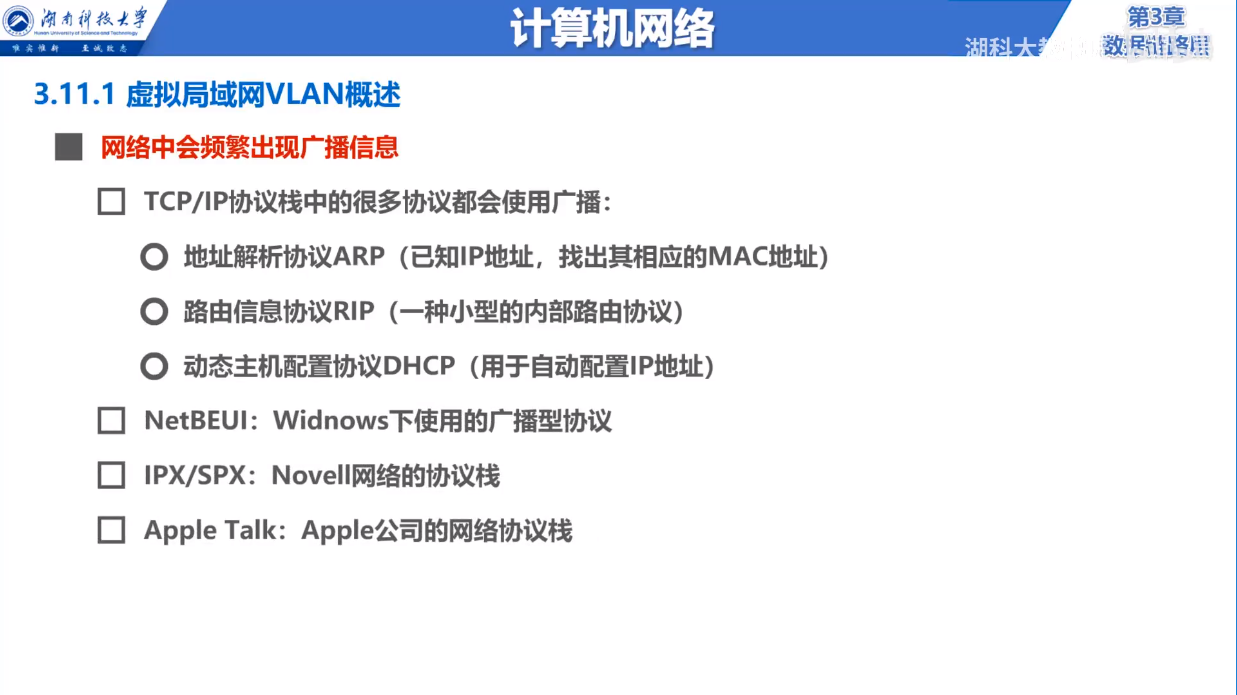 湖南科技大学
Hunan University of Science and Technology
唯实惟新 至诚致志
计算机网络
第3章
数据链路层
湖科大
3.11.1 虚拟局域网VLAN概述
网络中会频繁出现广播信息
TCP/IP协议栈中的很多协议都会使用广播：
地址解析协议ARP（已知IP地址，找出其相应的MAC地址）
路由信息协议RIP（一种小型的内部路由协议）
动态主机配置协议DHCP（用于自动配置IP地址）
NetBEUI：Widnows下使用的广播型协议
IPX/SPX：Novell网络的协议栈
Apple Talk：Apple公司的网络协议栈